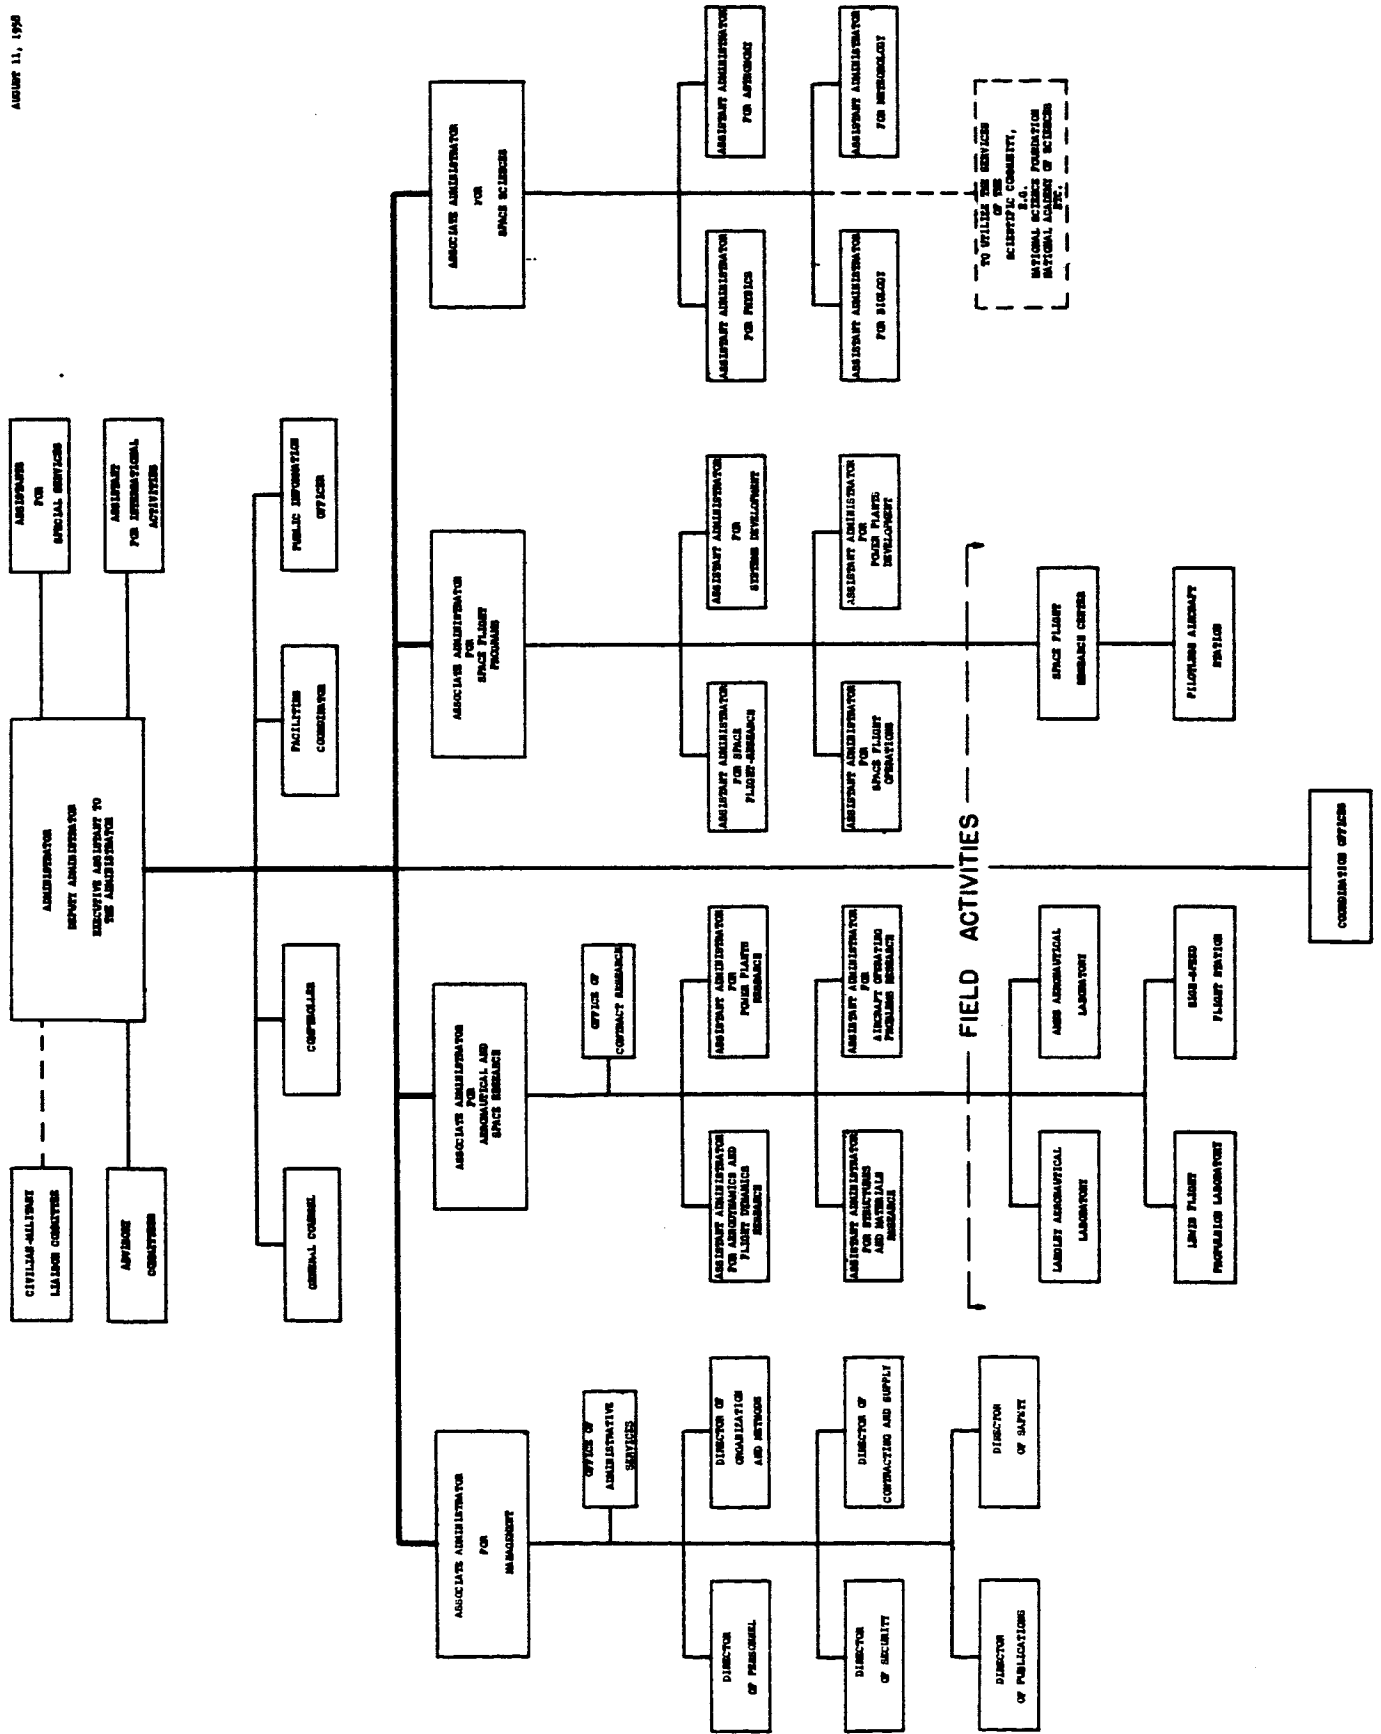 AUGUST 11, 1958
CIVILIAN-MILITARY
LIAISON COMMITTEE
ADVISORY
COMMITTEES
ADMINISTRATOR
DEPUTY ADMINISTRATOR
EXECUTIVE ASSISTANT TO
THE ADMINISTRATOR
ASSISTANTS
FOR
SPECIAL SERVICES
ASSISTANT
FOR INTERNATIONAL
ACTIVITIES
GENERAL COUNSEL
COMPTROLLER
FACILITIES
COORDINATOR
PUBLIC INFORMATION
OFFICER
ASSOCIATE ADMINISTRATOR
FOR
MANAGEMENT
OFFICE OF
ADMINISTRATIVE
SERVICES
DIRECTOR
OF PERSONNEL
DIRECTOR OF
ORGANIZATION
AND METHODS
DIRECTOR
OF SECURITY
DIRECTOR OF
CONTRACTING AND SUPPLY
DIRECTOR
OF PUBLICATIONS
DIRECTOR
OF SAFETY
ASSOCIATE ADMINISTRATOR
FOR
AERONAUTICAL AND
SPACE RESEARCH
OFFICE OF
CONTRACT RESEARCH
ASSISTANT ADMINISTRATOR
FOR AERODYNAMICS AND
FLIGHT DYNAMICS
RESEARCH
ASSISTANT ADMINISTRATOR
FOR
POWER PLANTS
RESEARCH
ASSISTANT ADMINISTRATOR
FOR STRUCTURES
AND MATERIALS
RESEARCH
ASSISTANT ADMINISTRATOR
FOR
AIRCRAFT OPERATING
PROBLEMS RESEARCH
ASSOCIATE ADMINISTRATOR
FOR
SPACE FLIGHT
PROGRAMS
ASSISTANT ADMINISTRATOR
FOR SPACE
FLIGHT-RESEARCH
ASSISTANT ADMINISTRATOR
FOR
SYSTEMS DEVELOPMENT
ASSISTANT ADMINISTRATOR
FOR
SPACE FLIGHT
OPERATIONS
ASSISTANT ADMINISTRATOR
FOR
POWER PLANTS
DEVELOPMENT
ASSOCIATE ADMINISTRATOR
FOR
SPACE SCIENCES
ASSISTANT ADMINISTRATOR
FOR PHYSICS
ASSISTANT ADMINISTRATOR
FOR ASTRONOMY
ASSISTANT ADMINISTRATOR
FOR BIOLOGY
ASSISTANT ADMINISTRATOR
FOR METEOROLOGY
TO UTILIZE THE SERVICES
OF THE
SCIENTIFIC COMMUNITY,
E.G.
NATIONAL SCIENCE FOUNDATION
NATIONAL ACADEMY OF SCIENCES
ETC.
FIELD ACTIVITIES
LANGLEY AERONAUTICAL
LABORATORY
AMES AERONAUTICAL
LABORATORY
LEWIS FLIGHT
PROPULSION LABORATORY
HIGH-SPEED
FLIGHT STATION
SPACE FLIGHT
RESEARCH CENTER
PILOTLESS AIRCRAFT
STATION
COORDINATION OFFICES